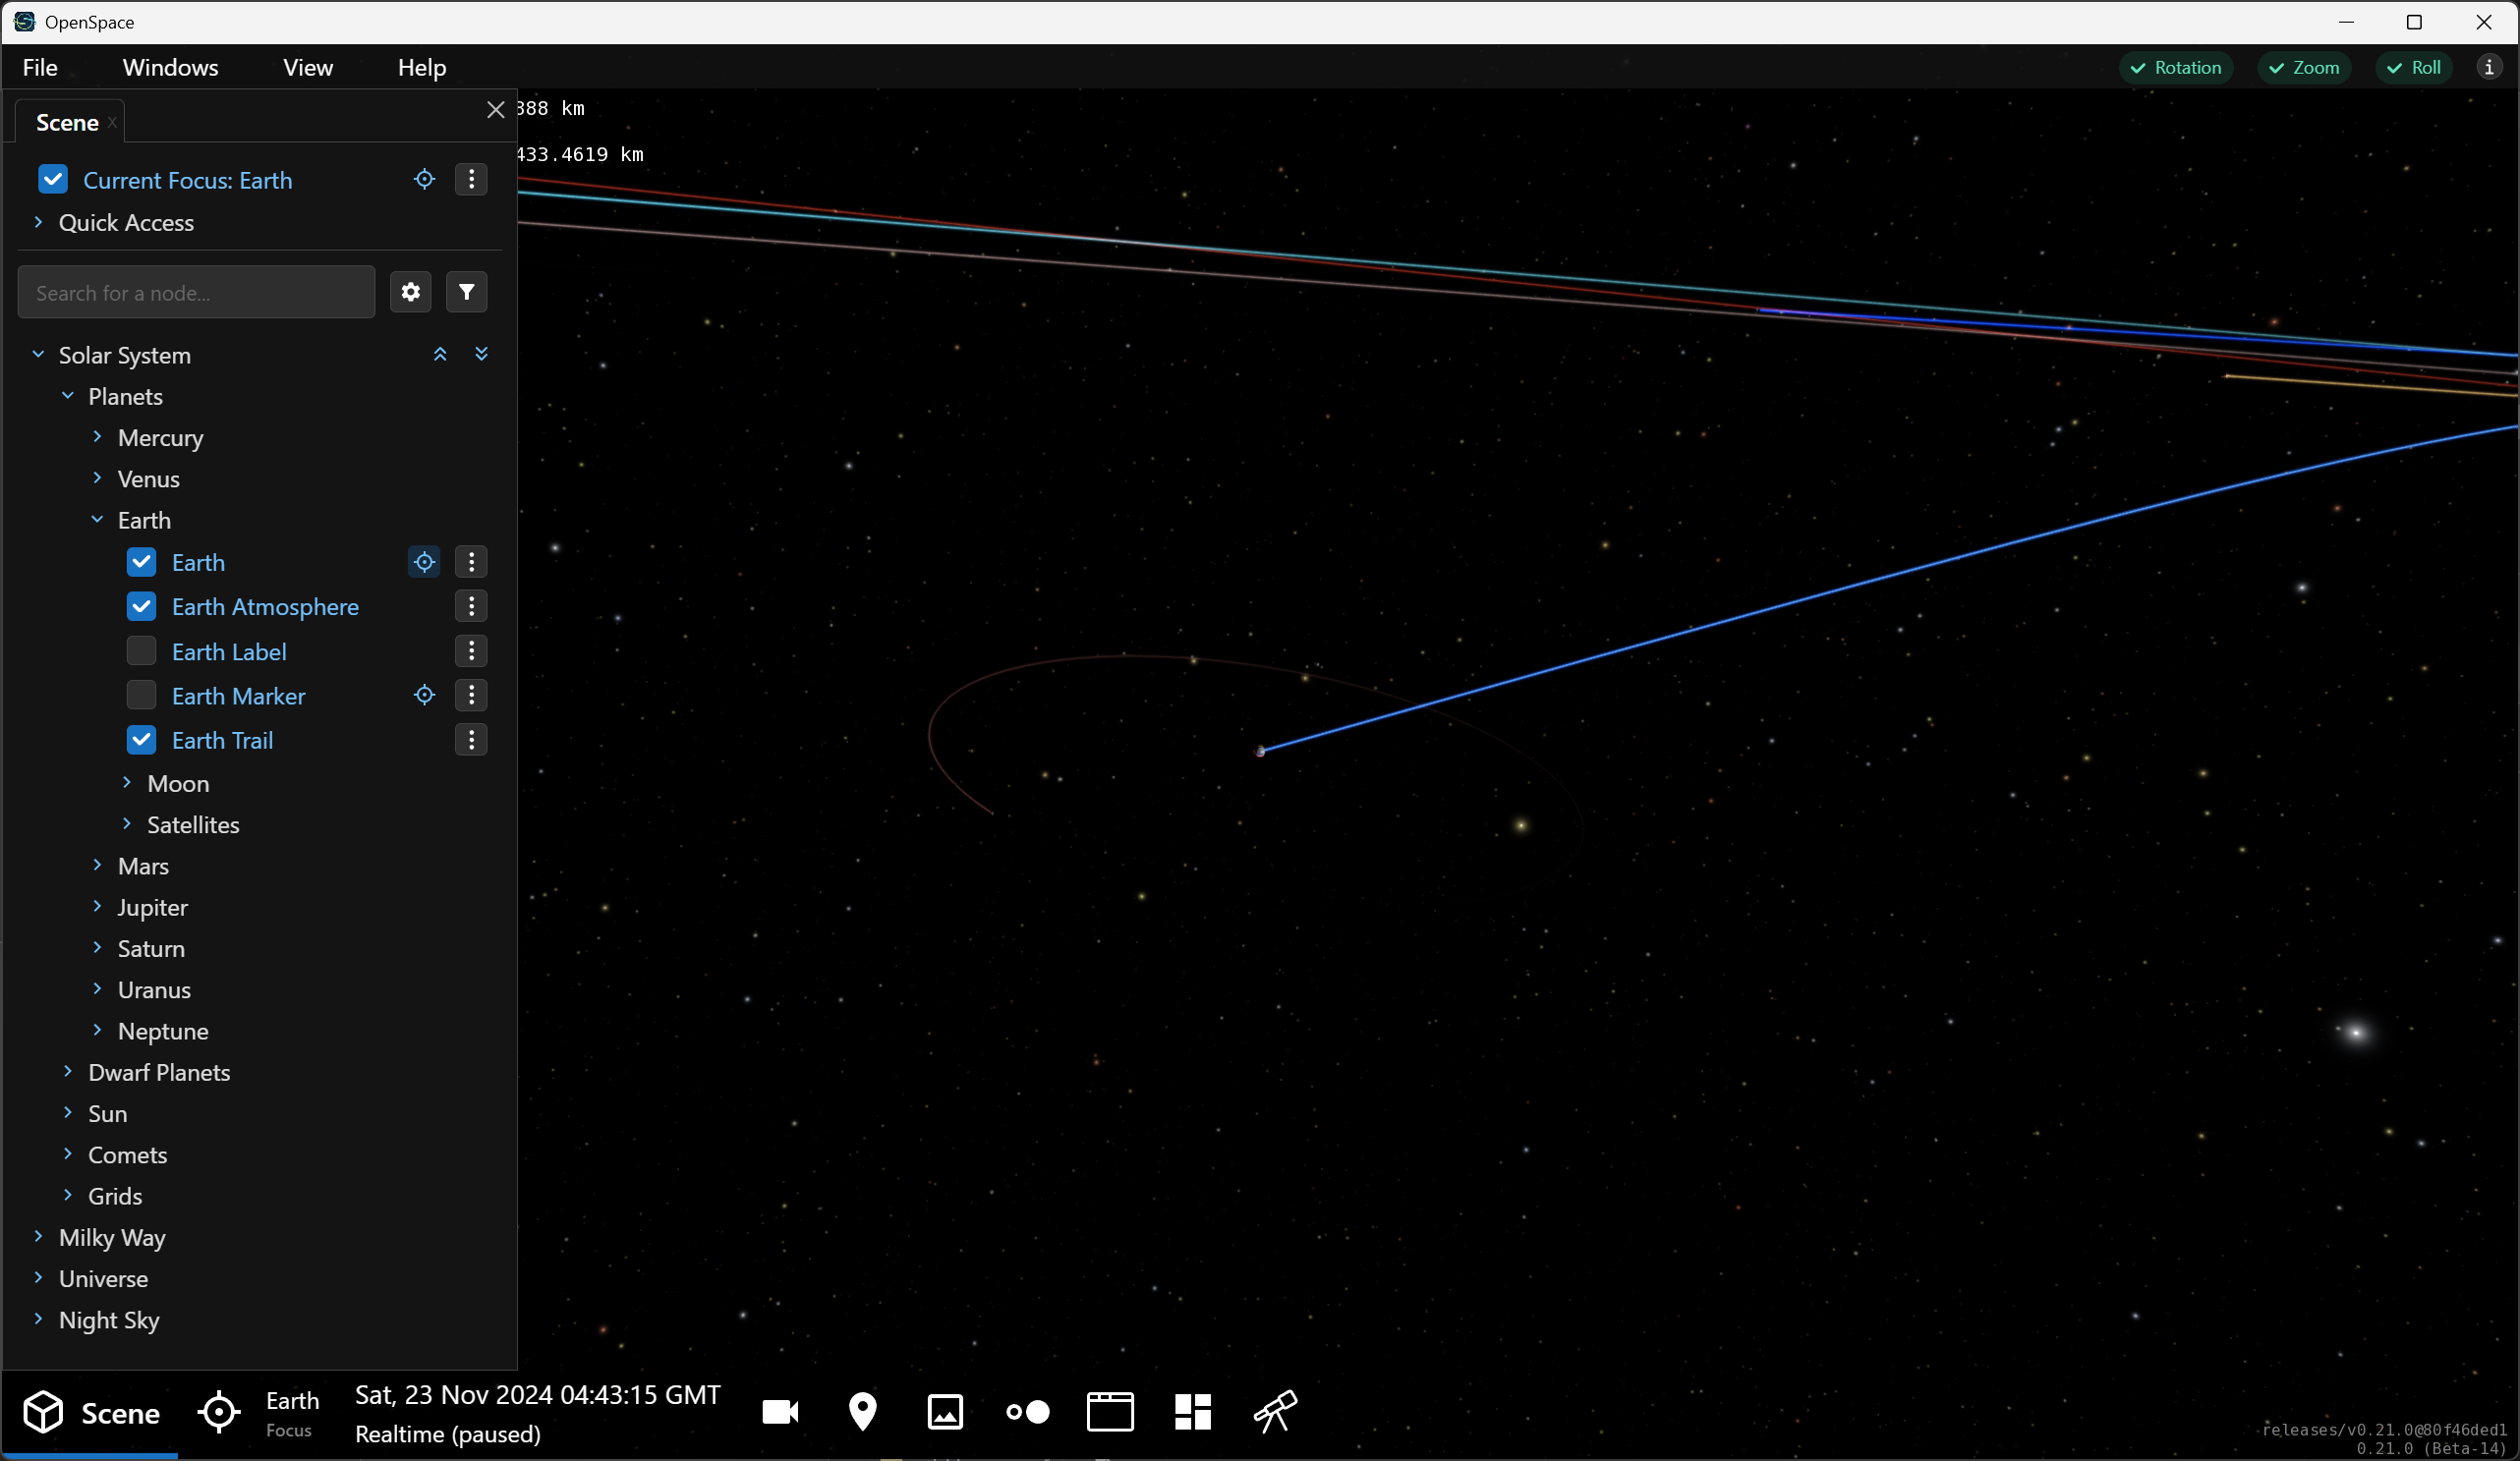 OpenSpace
File Windows View Help Rotation Zoom Roll
Scene
888 km
433.4619 km
Current Focus: Earth
Quick Access
Search for a node...
Solar System
Planets
Mercury
Venus
Earth
Earth
Earth Atmosphere
Earth Label
Earth Marker
Earth Trail
Moon
Satellites
Mars
Jupiter
Saturn
Uranus
Neptune
Dwarf Planets
Sun
Comets
Grids
Milky Way
Universe
Night Sky
Scene
Earth
Focus
Sat, 23 Nov 2024 04:43:15 GMT
Realtime (paused)
releases/v0.21.0@80f46ded1
0.21.0 (Beta-14)